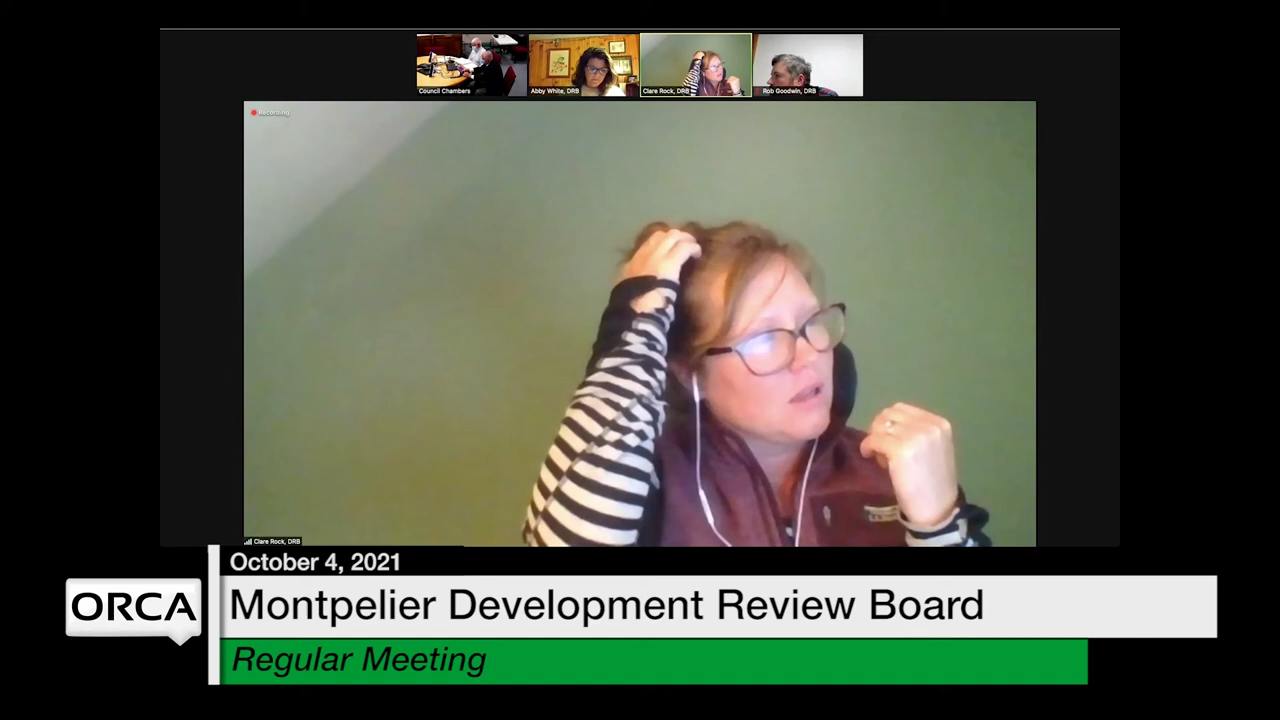 Council Chambers
Abby White, DRB
Clare Rock, DRB
Rob Goodwin, DRB
Recording
Clare Rock, DRB
October 4, 2021
ORCA
Montpelier Development Review Board
Regular Meeting